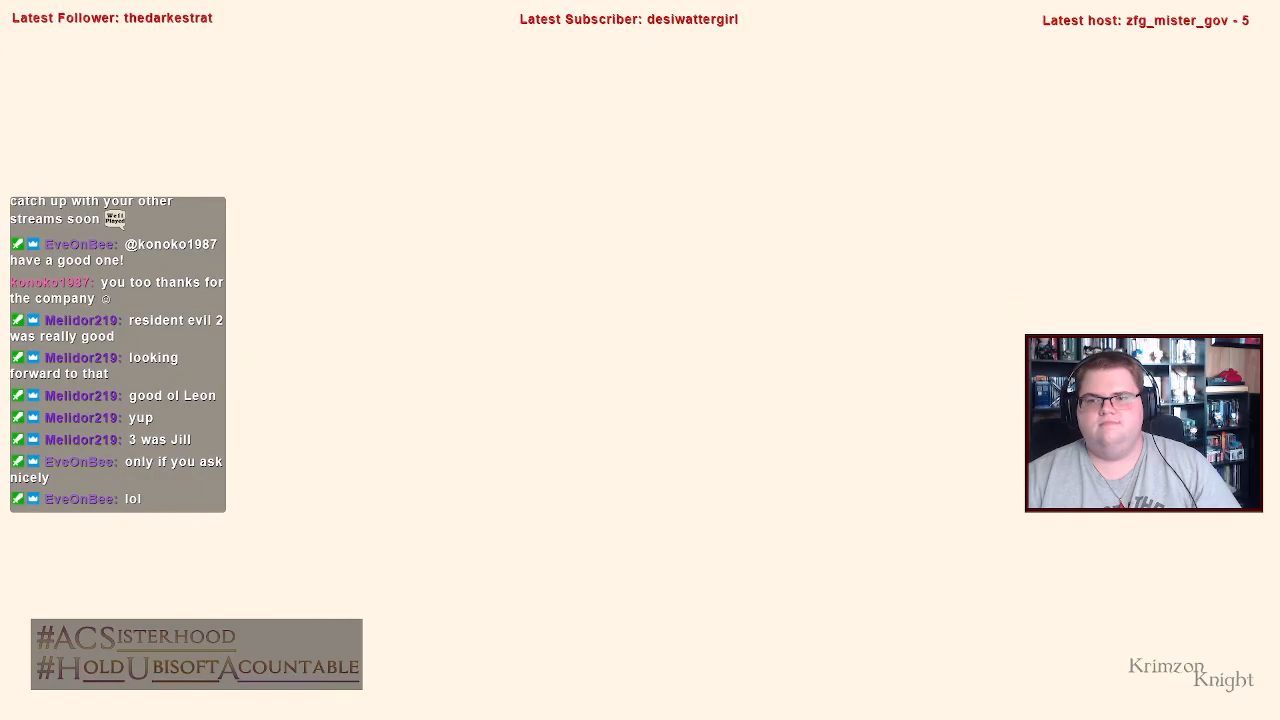 Latest Follower: thedarkestrat
Latest Subscriber: desiwattergirl
Latest host: zfg_mister_gov - 5
catch up with your other
streams soon Well Played
EveOnBee: @konoko1987
have a good one!
konoko1987: you too thanks for
the company ☺
Melidor219: resident evil 2
was really good
Melidor219: looking
forward to that
Melidor219: good ol Leon
Melidor219: yup
Melidor219: 3 was Jill
EveOnBee: only if you ask
nicely
EveOnBee: lol
THE
#ACSISTERHOOD
#HOLDUBISOFTACOUNTABLE
Krimzon
Knight